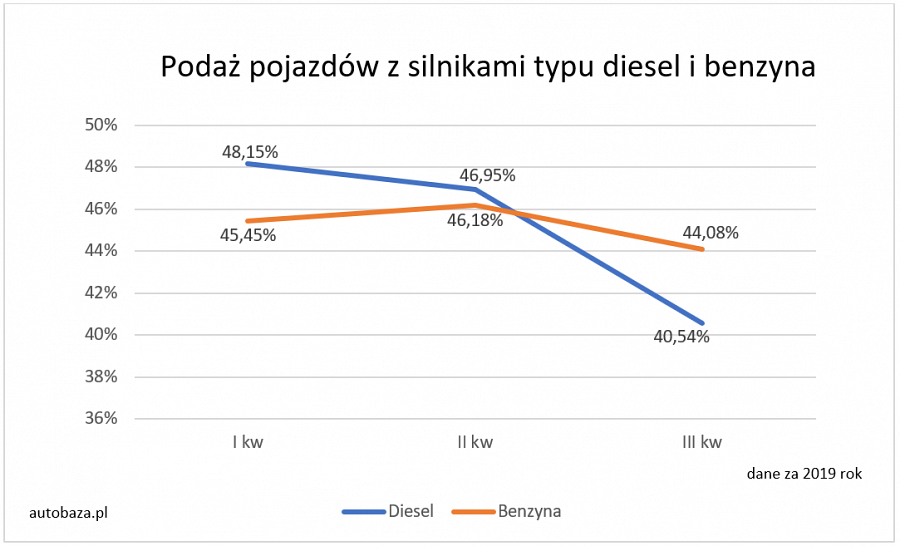 Podaż pojazdów z silnikami typu diesel i benzyna
50%
48%
46%
44%
42%
40%
38%
36%
48,15%
46,95%
40,54%
45,45%
46,18%
44,08%
I kw
II kw
III kw
dane za 2019 rok
autobaza.pl
Diesel
Benzyna